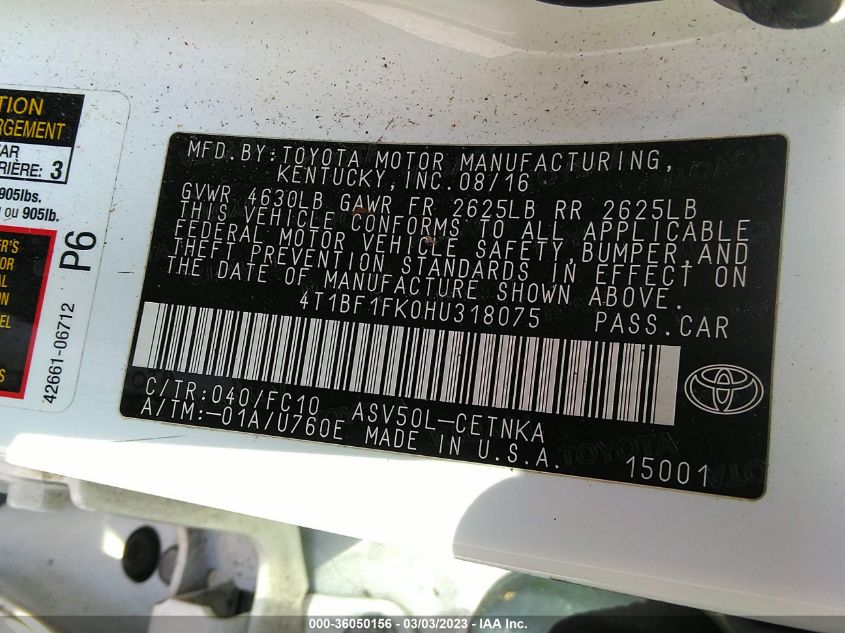 TION
RGEMENT
AR
RIÈRE: 3
905lbs.
ou 905lb.
P6
42661-06712
MFD.BY:TOYOTA MOTOR MANUFACTURING,
KENTUCKY,INC.08/16
GVWR 4630LB GAWR FR 2625LB RR 2625LB
THIS VEHICLE CONFORMS TO ALL APPLICABLE
FEDERAL MOTOR VEHICLE SAFETY,BUMPER,AND
THEFT PREVENTION STANDARDS IN EFFECT ON
THE DATE OF MANUFACTURE SHOWN ABOVE.
4T1BF1FK0HU318075 PASS.CAR
C/TR:040/FC10 ASV50L-CETNKA
A/TM:-01A/U760E MADE IN U.S.A. 15001
TOYOTA
000-36050156 - 03/03/2023 - IAA Inc.